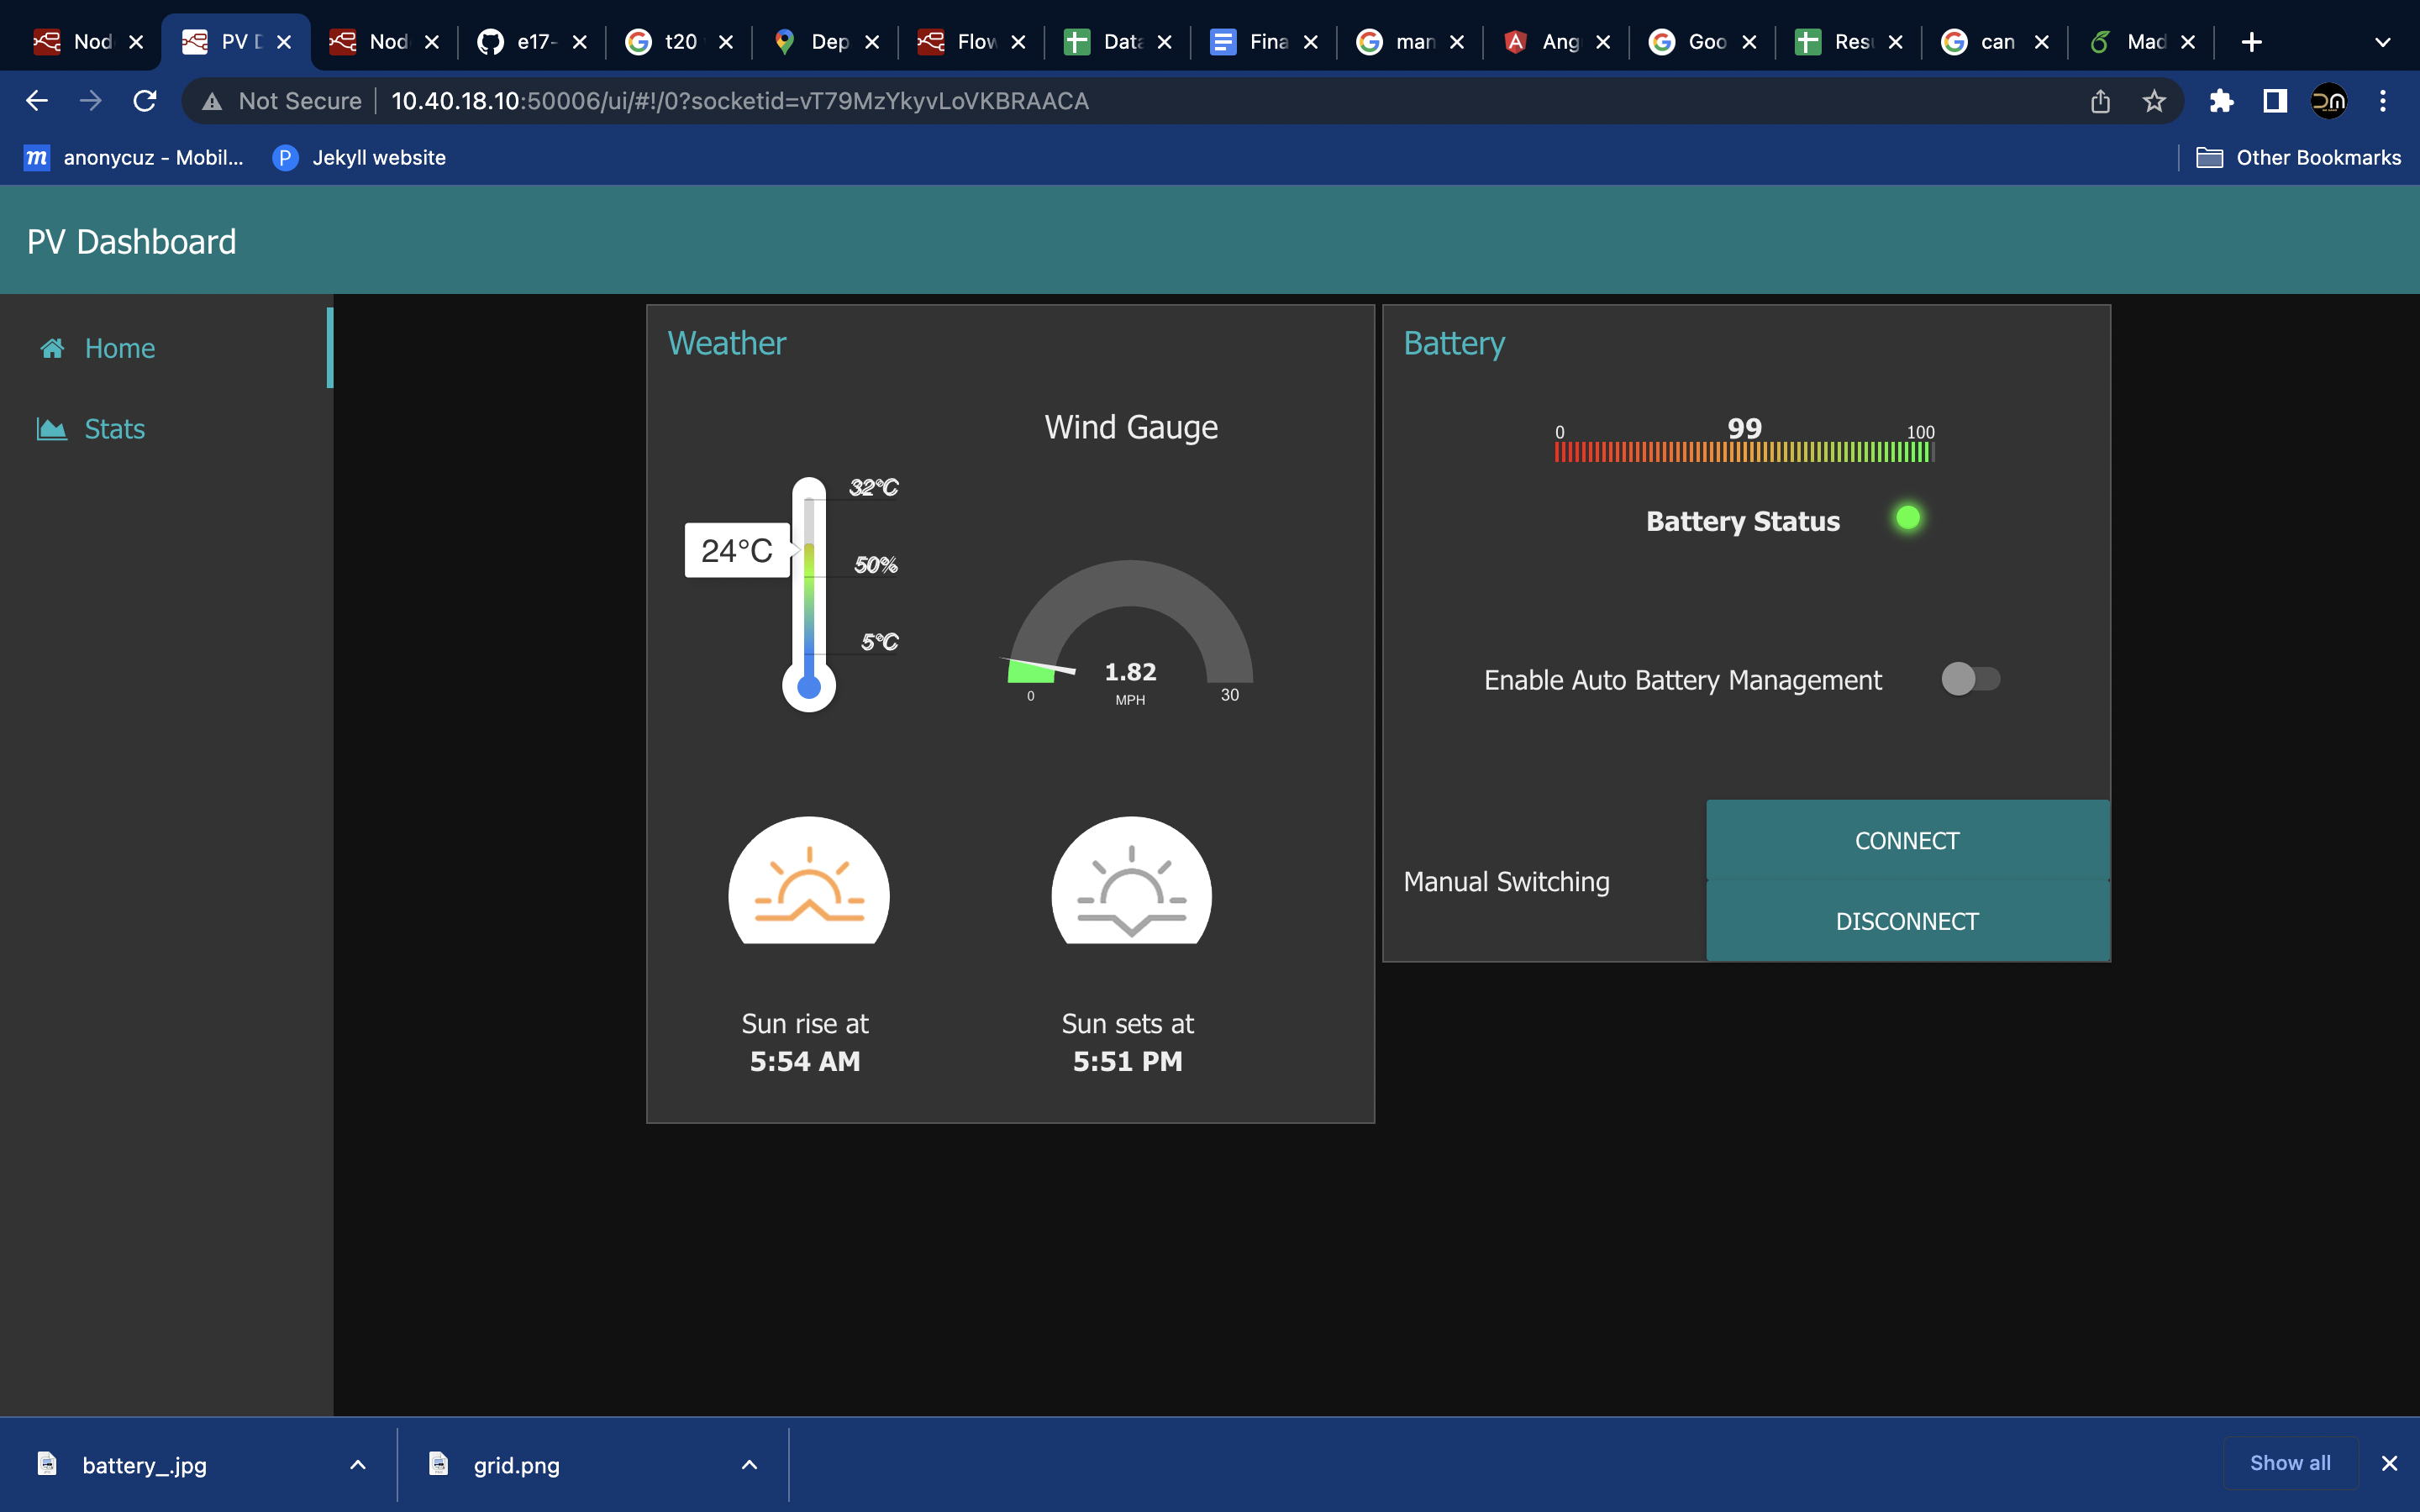 Nod PV D Nod e17- t20 Dep Flow Data Fina man Ang Goo Resu can Mad
Not Secure 10.40.18.10:50006/ui/#!/0?socketid=vT79MzYkyvLoVKBRAACA
m anonycuz - Mobil... P Jekyll website Other Bookmarks
PV Dashboard
Home
Stats
Weather
Wind Gauge
32°C
24°C
50%
5°C
1.82
MPH
0 30
Sun rise at
5:54 AM
Sun sets at
5:51 PM
Battery
0 99 100
Battery Status
Enable Auto Battery Management
Manual Switching
CONNECT
DISCONNECT
battery_.jpg grid.png Show all